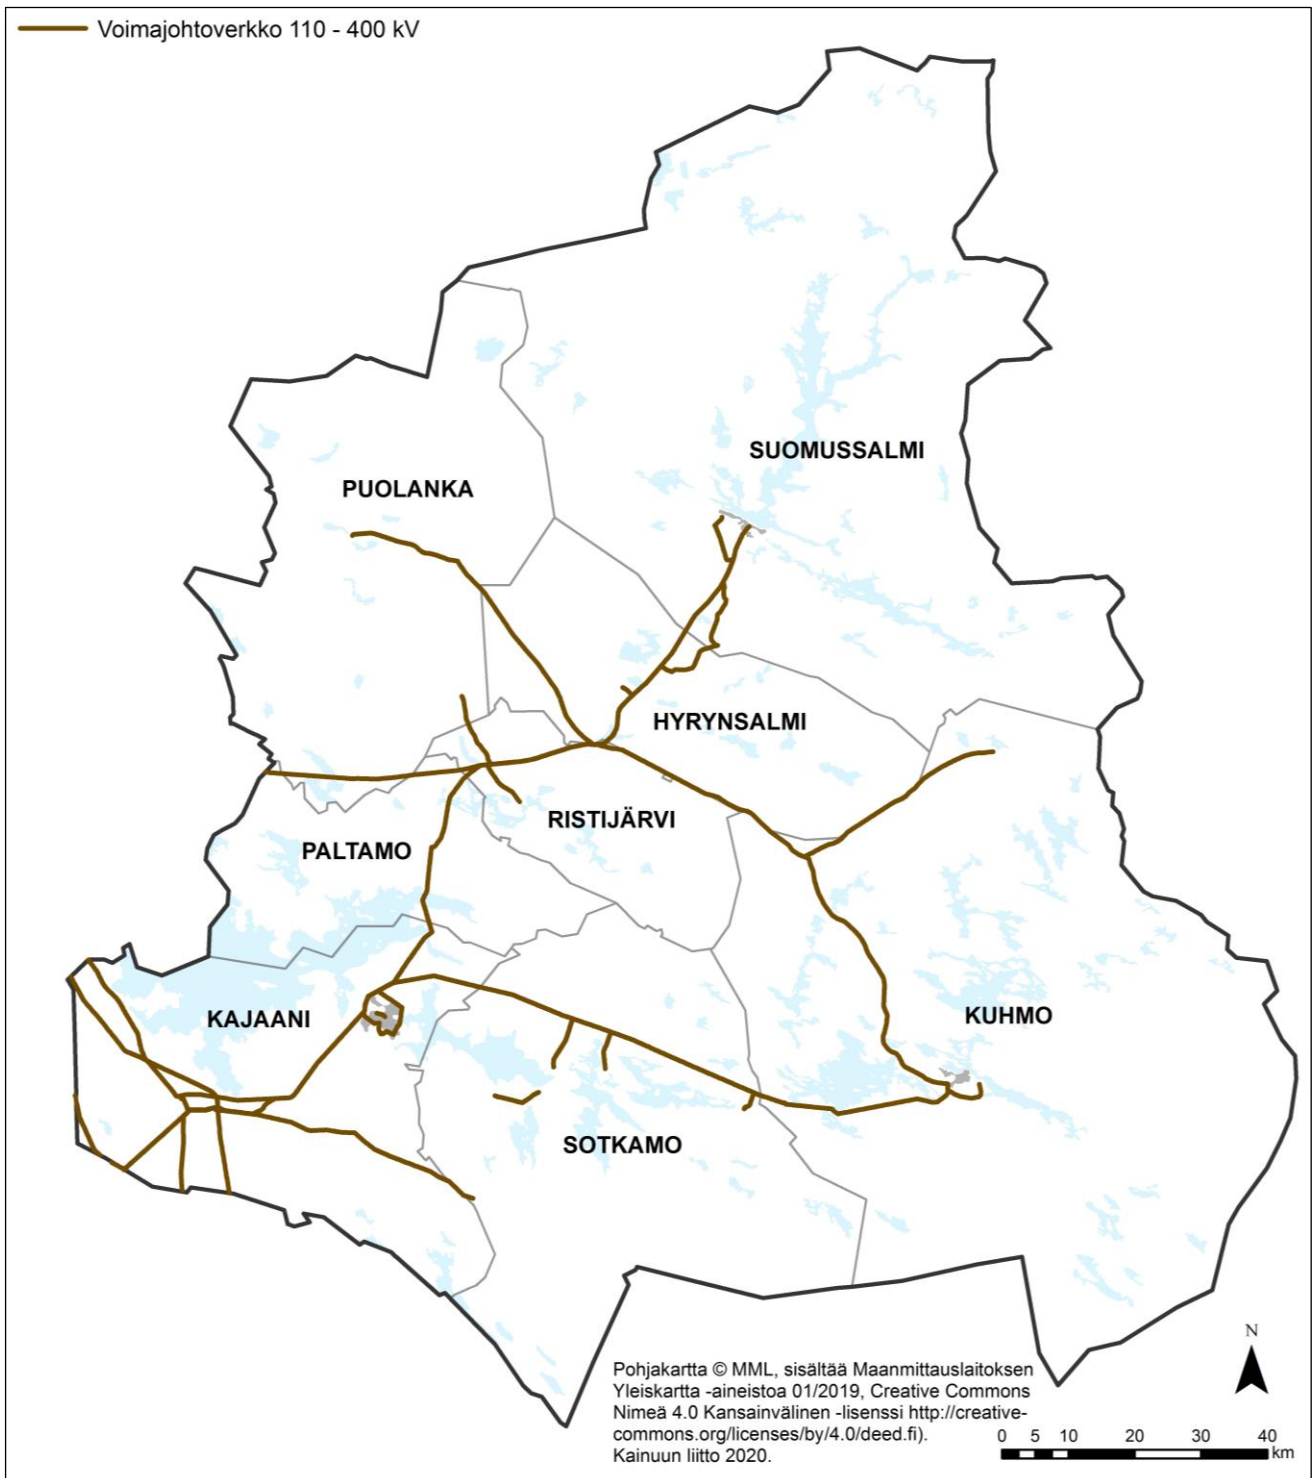 Voimajohtoverkko 110 - 400 kV
SUOMUSSALMI
PUOLANKA
HYRYNSALMI
RISTIJÄRVI
PALTAMO
KUHMO
KAJAANI
SOTKAMO
N
Pohjakartta © MML, sisältää Maanmittauslaitoksen
Yleiskartta -aineistoa 01/2019, Creative Commons
Nimeä 4.0 Kansainvälinen -lisenssi http://creative-
commons.org/licenses/by/4.0/deed.fi).
Kainuun liitto 2020.
0 5 10 20 30 40
km